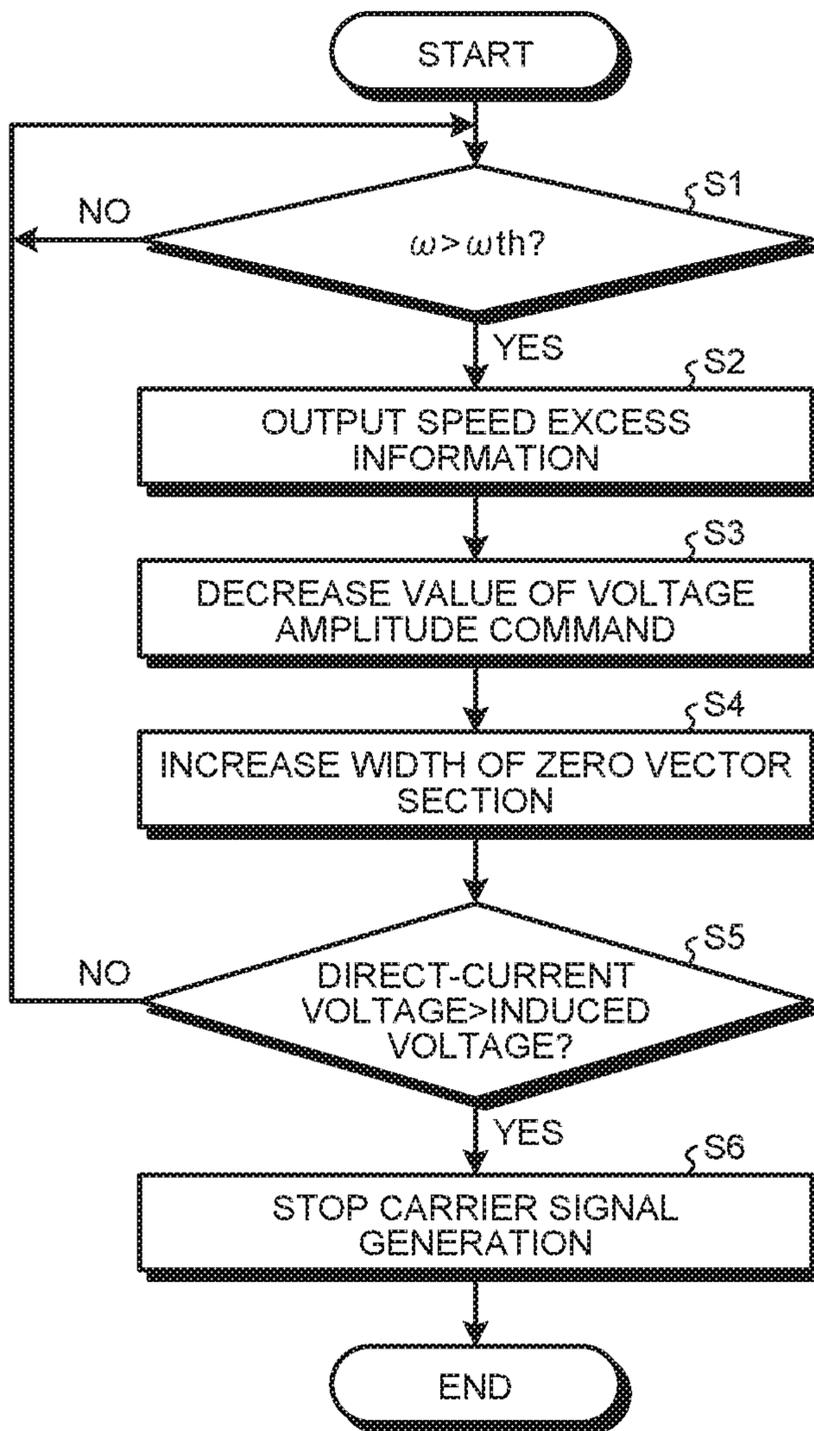 START
S1
NO
ω>ωth?
YES
S2
OUTPUT SPEED EXCESS
INFORMATION
S3
DECREASE VALUE OF VOLTAGE
AMPLITUDE COMMAND
S4
INCREASE WIDTH OF ZERO VECTOR
SECTION
S5
NO
DIRECT-CURRENT
VOLTAGE>INDUCED
VOLTAGE?
YES
S6
STOP CARRIER SIGNAL
GENERATION
END